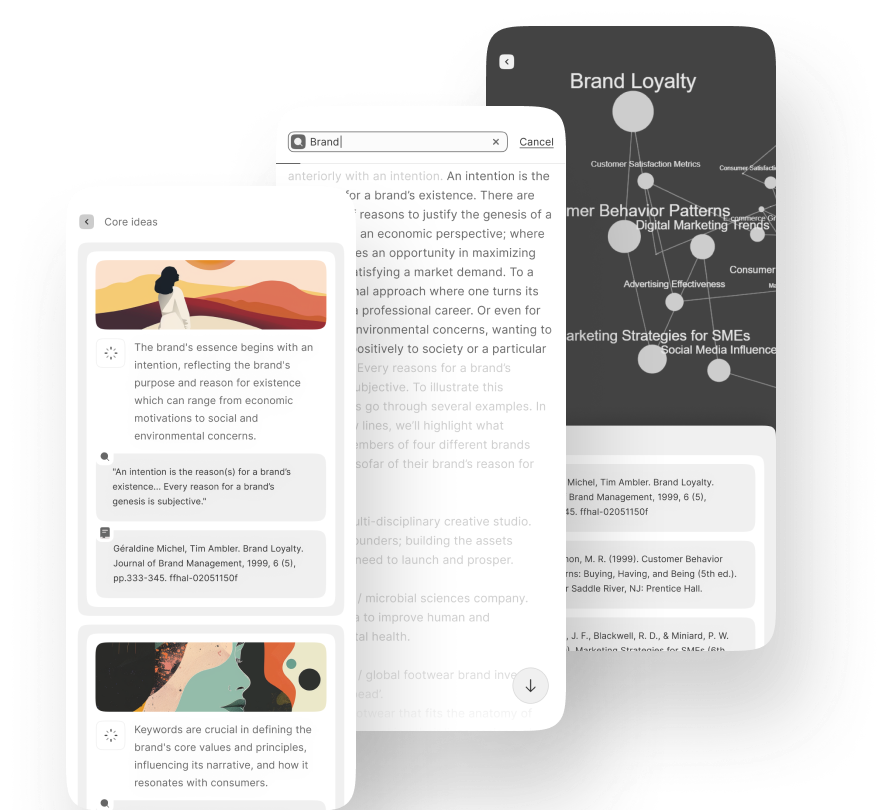 Core ideas
The brand's essence begins with an
intention, reflecting the brand's
purpose and reason for existence
which can range from economic
motivations to social and
environmental concerns.
"An intention is the reason(s) for a brand's
existence... Every reason for a brand's
genesis is subjective."
Géraldine Michel, Tim Ambler. Brand Loyalty.
Journal of Brand Management, 1999, 6 (5),
pp.333-345. ffhal-02051150f
Keywords are crucial in defining the
brand's core values and principles,
influencing its narrative, and how it
resonates with consumers.
Brand
Cancel
anteriorly with an intention. An intention is the
for a brand's existence. There are
reasons to justify the genesis of a
an economic perspective; where
es an opportunity in maximizing
atisfying a market demand. To a
nal approach where one turns its
a professional career. Or even for
nvironmental concerns, wanting to
positively to society or a particular
Every reasons for a brand's
ubjective. To illustrate this
s go through several examples. In
lines, we'll highlight what
embers of four different brands
sofar of their brand's reason for
ulti-disciplinary creative studio.
ounders; building the assets
need to launch and prosper.
/ microbial sciences company.
to improve human and
tal health.
/ global footwear brand inve
ead'.
ootwear that fits the anatomy of
Brand Loyalty
Customer Satisfaction Metrics
Consumer Satisfacti
mer Behavior Patterns
E-commerce Gr
Digital Marketing Trends
Consumer
Advertising Effectiveness
Ma
arketing Strategies for SMEs
Social Media Influence
Michel, Tim Ambler. Brand Loyalty.
Brand Management, 1999, 6 (5),
45. ffhal-02051150f
non, M. R. (1999). Customer Behavior
rns: Buying, Having, and Being (5th ed.).
r Saddle River, NJ: Prentice Hall.
, J. F., Blackwell, R. D., & Miniard, P. W.
). Marketing Strategies for SMEs (6th